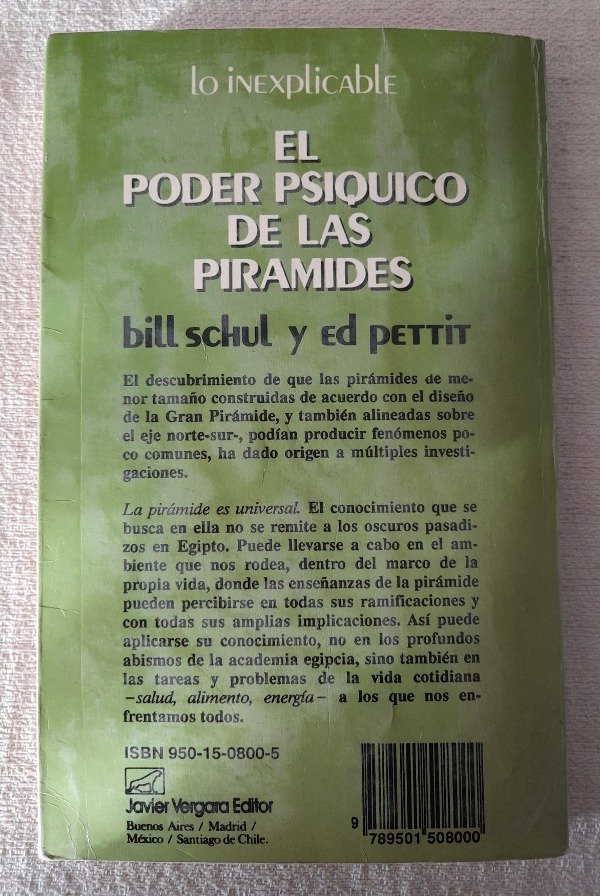 lo inexplicable
EL
PODER PSIQUICO
DE LAS
PIRAMIDES
bill schul y ed pettit
El descubrimiento de que las pirámides de me-
nor tamaño construidas de acuerdo con el diseño
de la Gran Pirámide, y también alineadas sobre
el eje norte-sur-, podían producir fenómenos po-
co comunes, ha dado origen a múltiples investi-
gaciones.
La pirámide es universal. El conocimiento que se
busca en ella no se remite a los oscuros pasadi-
zos en Egipto. Puede llevarse a cabo en el am-
biente que nos rodea, dentro del marco de la
propia vida, donde las enseñanzas de la pirámide
pueden percibirse en todas sus ramificaciones y
con todas sus amplias implicaciones. Así puede
aplicarse su conocimiento, no en los profundos
abismos de la academia egipcia, sino también en
las tareas y problemas de la vida cotidiana
–salud, alimento, energía– a los que nos en-
frentamos todos.
ISBN 950-15-0800-5
Javier Vergara Editor
Buenos Aires / Madrid /
México / Santiago de Chile.
9 789501 508000